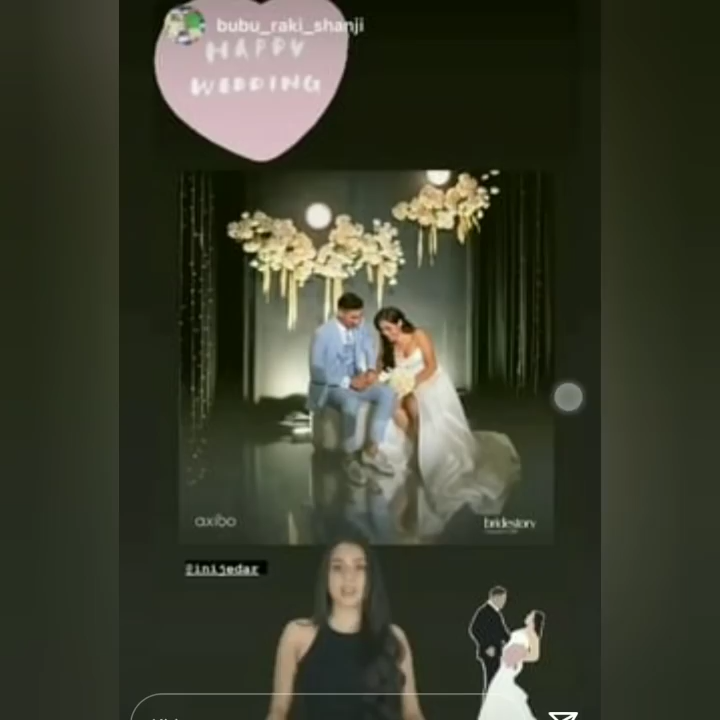 bubu_raki_shanji
HAPPY
WEDDING
axibo
bridestory
@inijedar